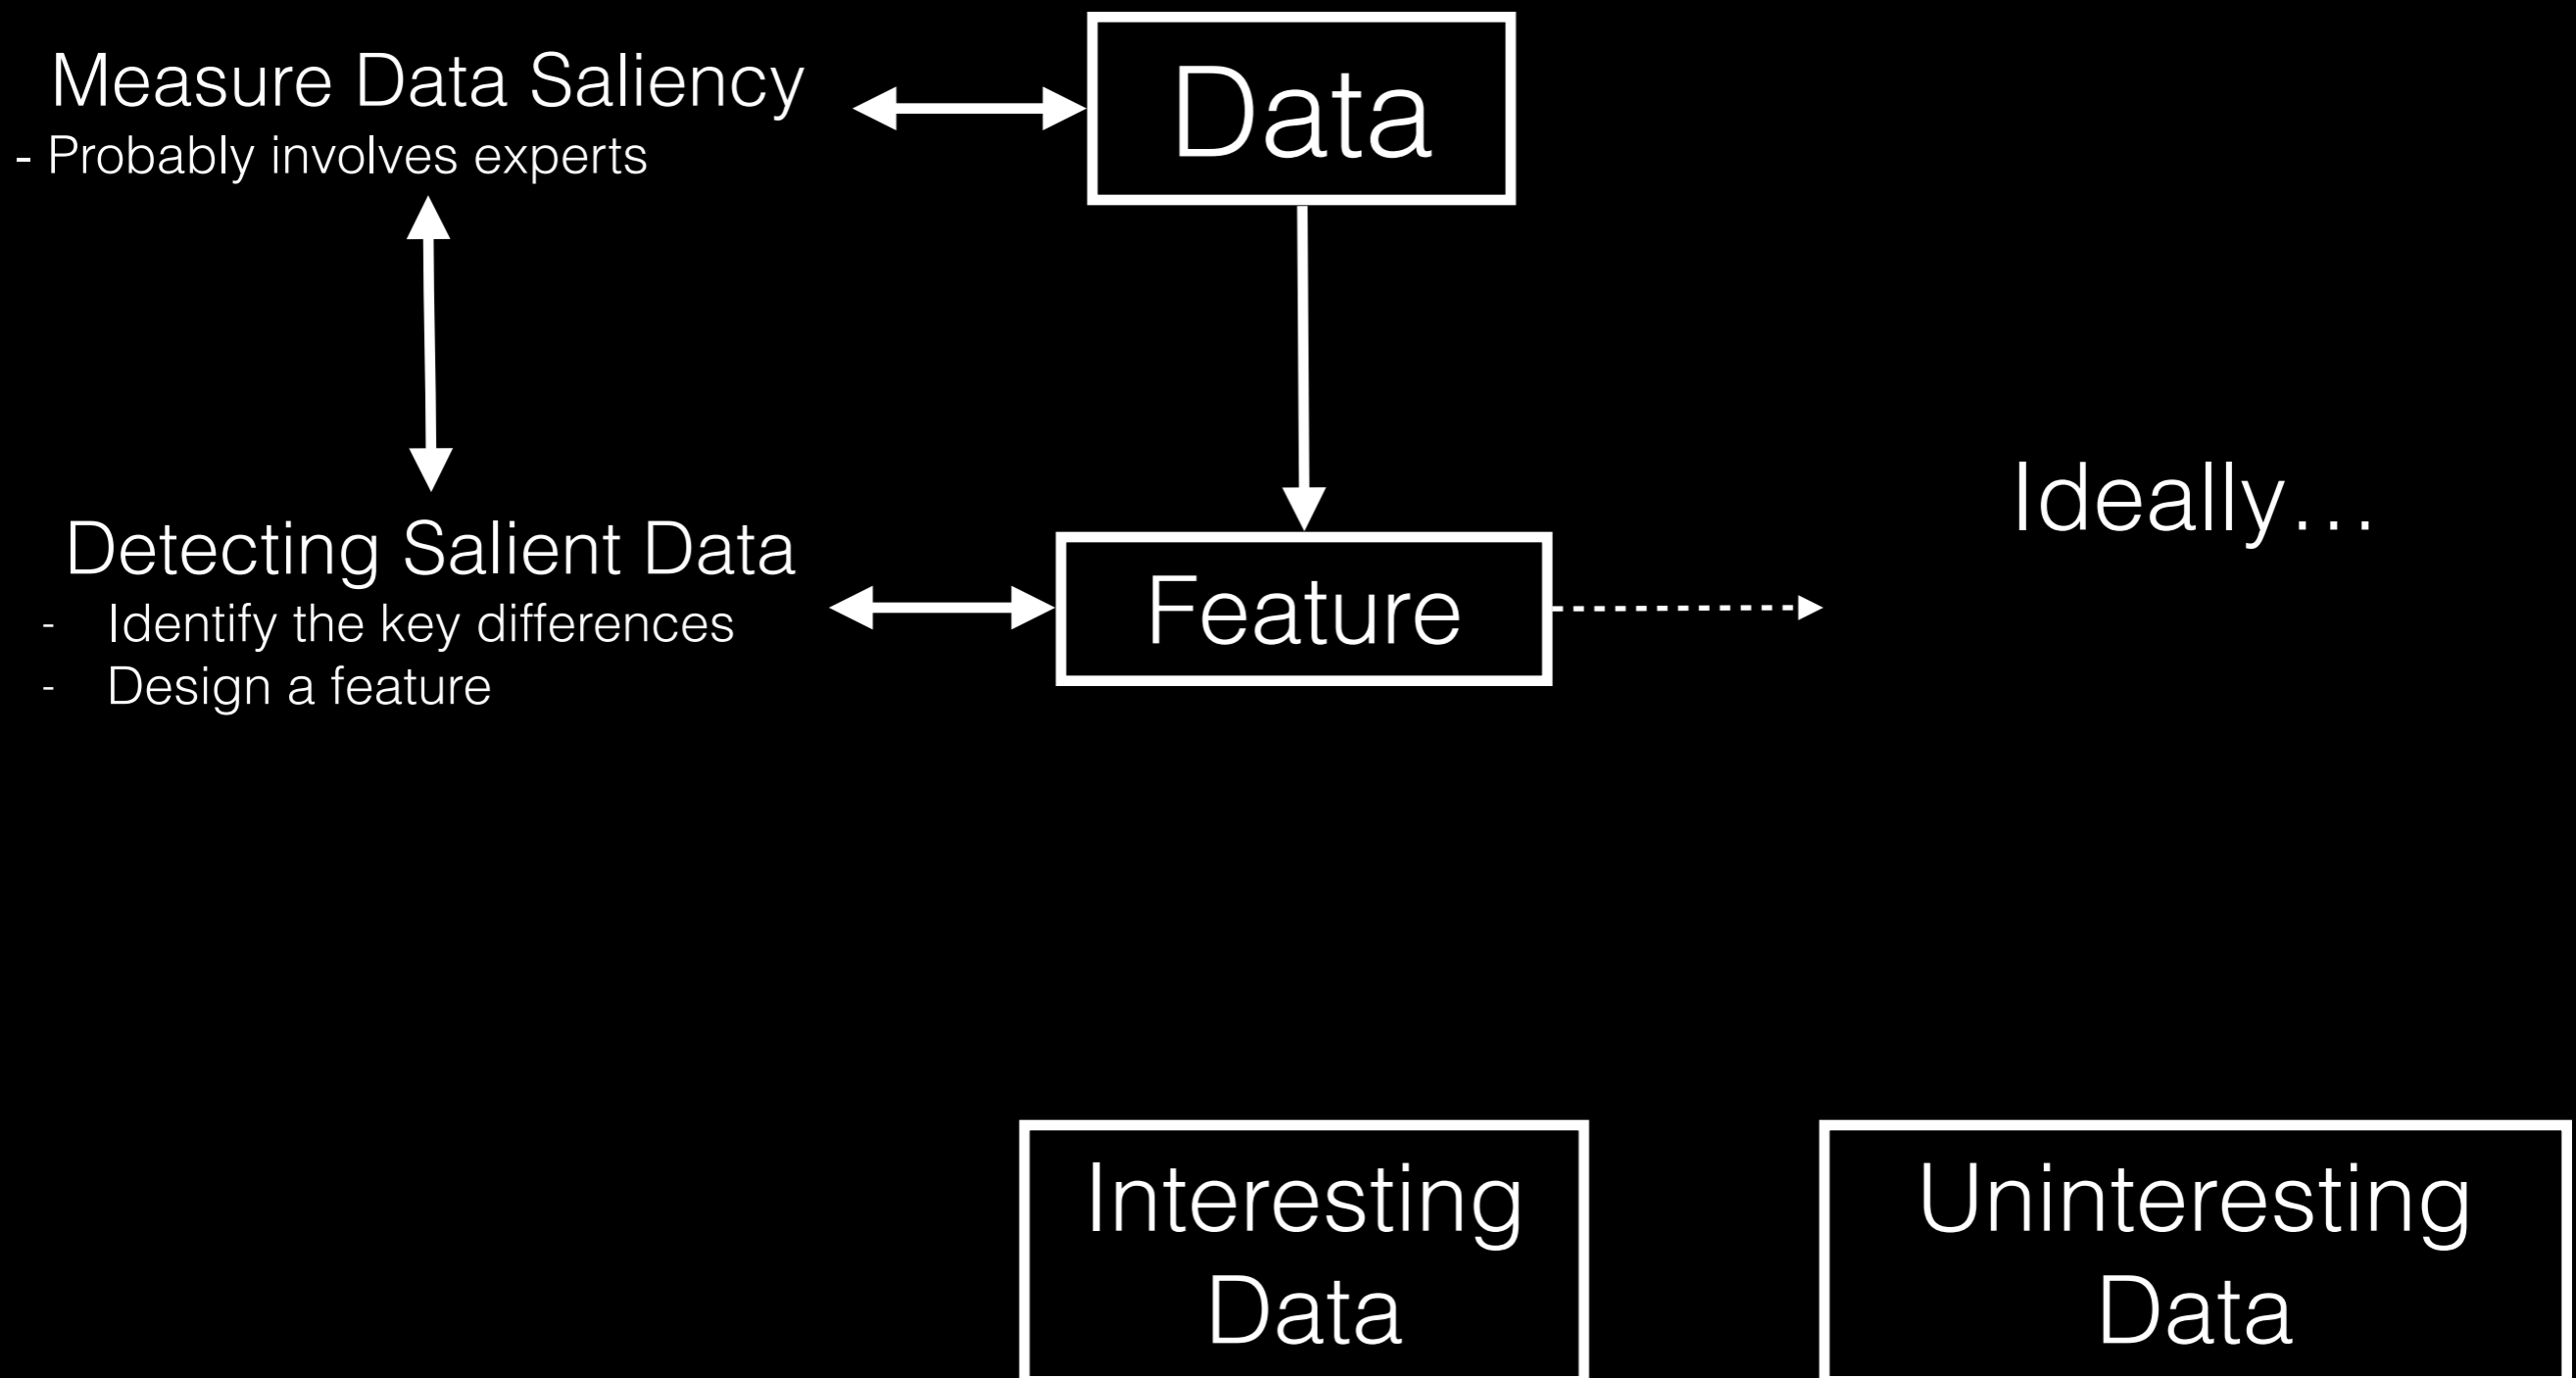 Measure Data Saliency
- Probably involves experts
Data
Ideally…
Detecting Salient Data
- Identify the key differences
- Design a feature
Feature
Interesting
Data
Uninteresting
Data